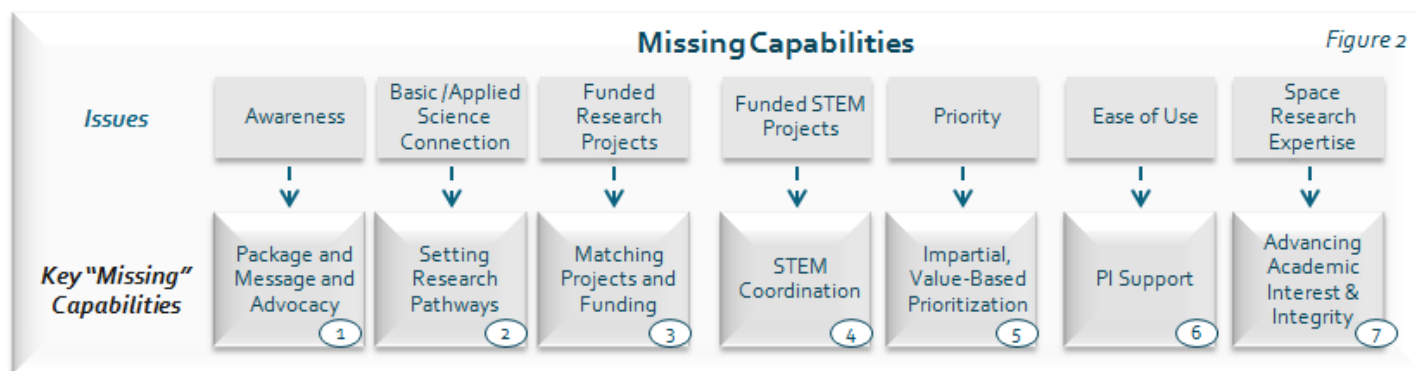 Missing Capabilities
Figure 2
Issues
Awareness
Basic /Applied
Science
Connection
Funded
Research
Projects
Funded STEM
Projects
Priority
Ease of Use
Space
Research
Expertise
Key "Missing"
Capabilities
Package and
Message and
Advocacy
1
Setting
Research
Pathways
2
Matching
Projects and
Funding
3
STEM
Coordination
4
Impartial,
Value-Based
Prioritization
5
PI Support
6
Advancing
Academic
Interest &
Integrity
7